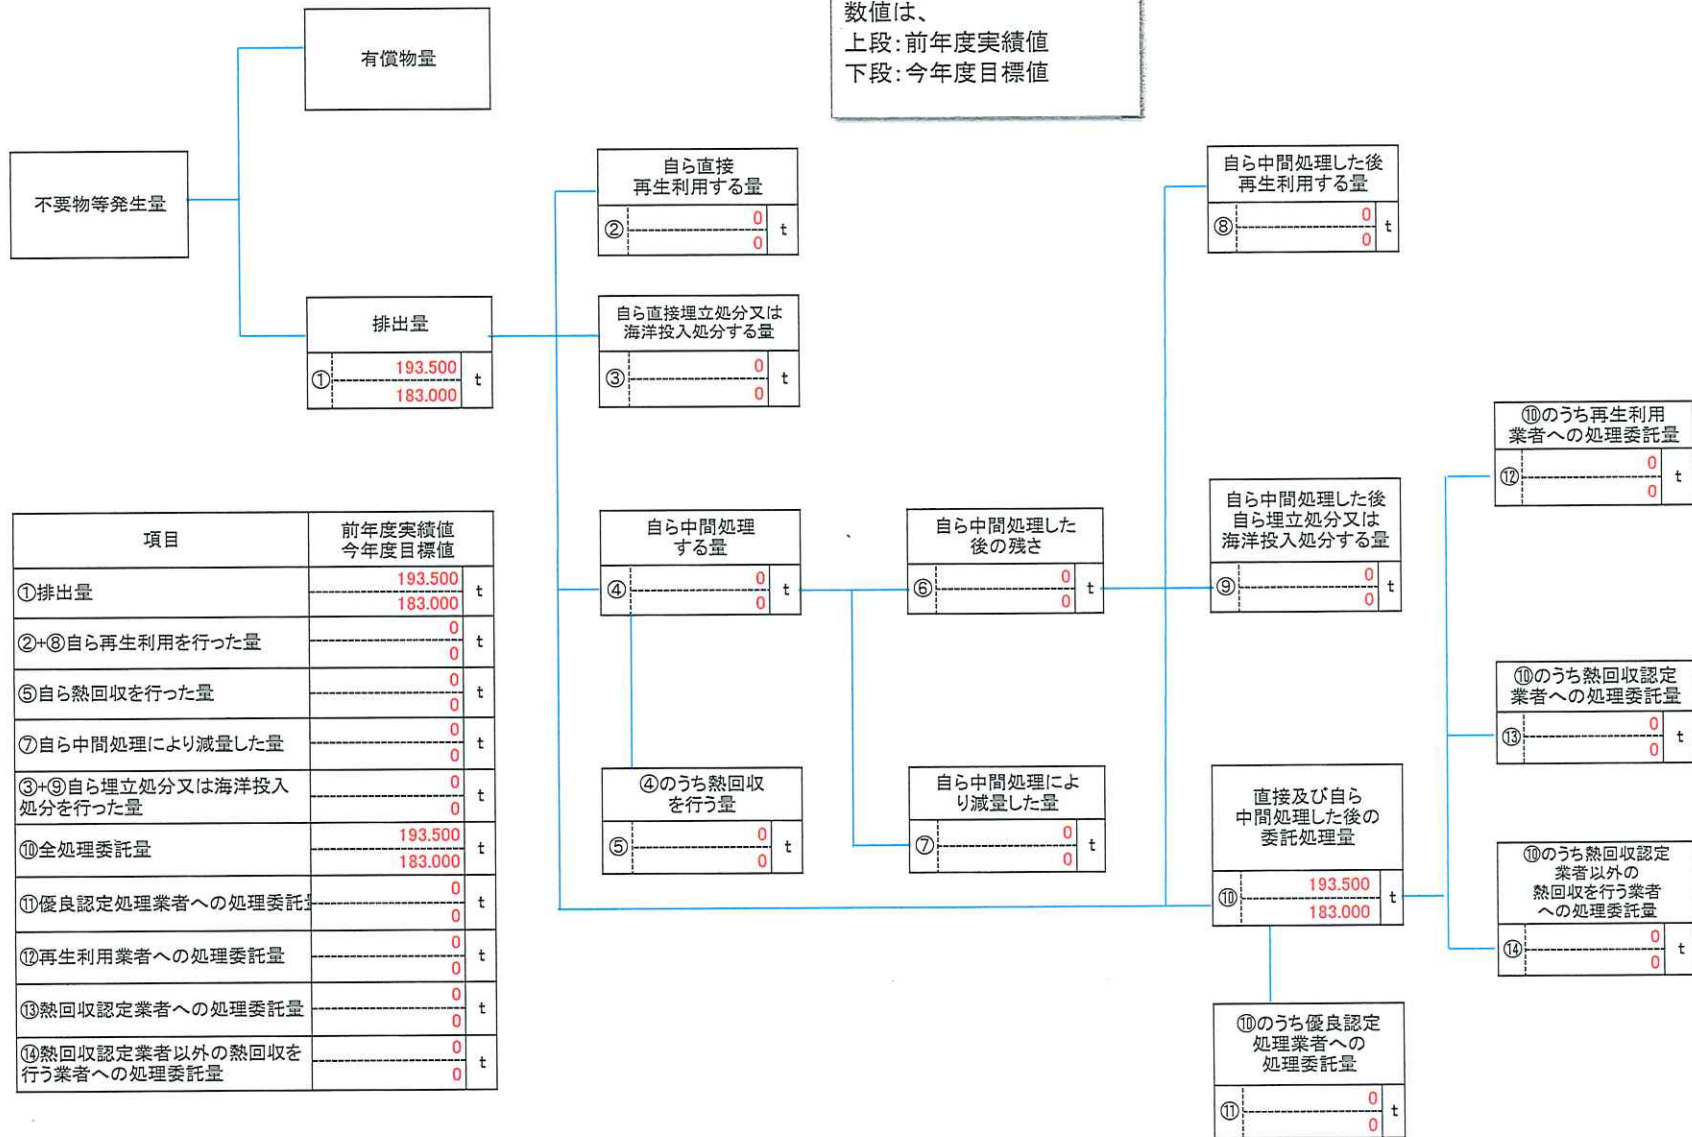 数値は、
上段:前年度実績値
下段:今年度目標値
有償物量
不要物等発生量
排出量
① 193.500 t
183.000
自ら直接
再生利用する量
② 0 t
0
自ら直接埋立処分又は
海洋投入処分する量
③ 0 t
0
自ら中間処理
する量
④ 0 t
0
④のうち熱回収
を行う量
⑤ 0 t
0
自ら中間処理した
後の残さ
⑥ 0 t
0
自ら中間処理によ
り減量した量
⑦ 0 t
0
自ら中間処理した後
再生利用する量
⑧ 0 t
0
自ら中間処理した後
自ら埋立処分又は
海洋投入処分する量
⑨ 0 t
0
直接及び自ら
中間処理した後の
委託処理量
⑩ 193.500 t
183.000
⑩のうち優良認定
処理業者への
処理委託量
⑪ 0 t
0
⑩のうち再生利用
業者への処理委託量
⑫ 0 t
0
⑩のうち熱回収認定
業者への処理委託量
⑬ 0 t
0
⑩のうち熱回収認定
業者以外の
熱回収を行う業者
への処理委託量
⑭ 0 t
0
項目 前年度実績値
今年度目標値
①排出量 193.500 t
183.000
②+⑧自ら再生利用を行った量 0 t
0
⑤自ら熱回収を行った量 0 t
0
⑦自ら中間処理により減量した量 0 t
0
③+⑨自ら埋立処分又は海洋投入 0 t
処分を行った量 0
⑩全処理委託量 193.500 t
183.000
⑪優良認定処理業者への処理委託 0 t
0
⑫再生利用業者への処理委託量 0 t
0
⑬熱回収認定業者への処理委託量 0 t
0
⑭熱回収認定業者以外の熱回収を 0 t
行う業者への処理委託量 0